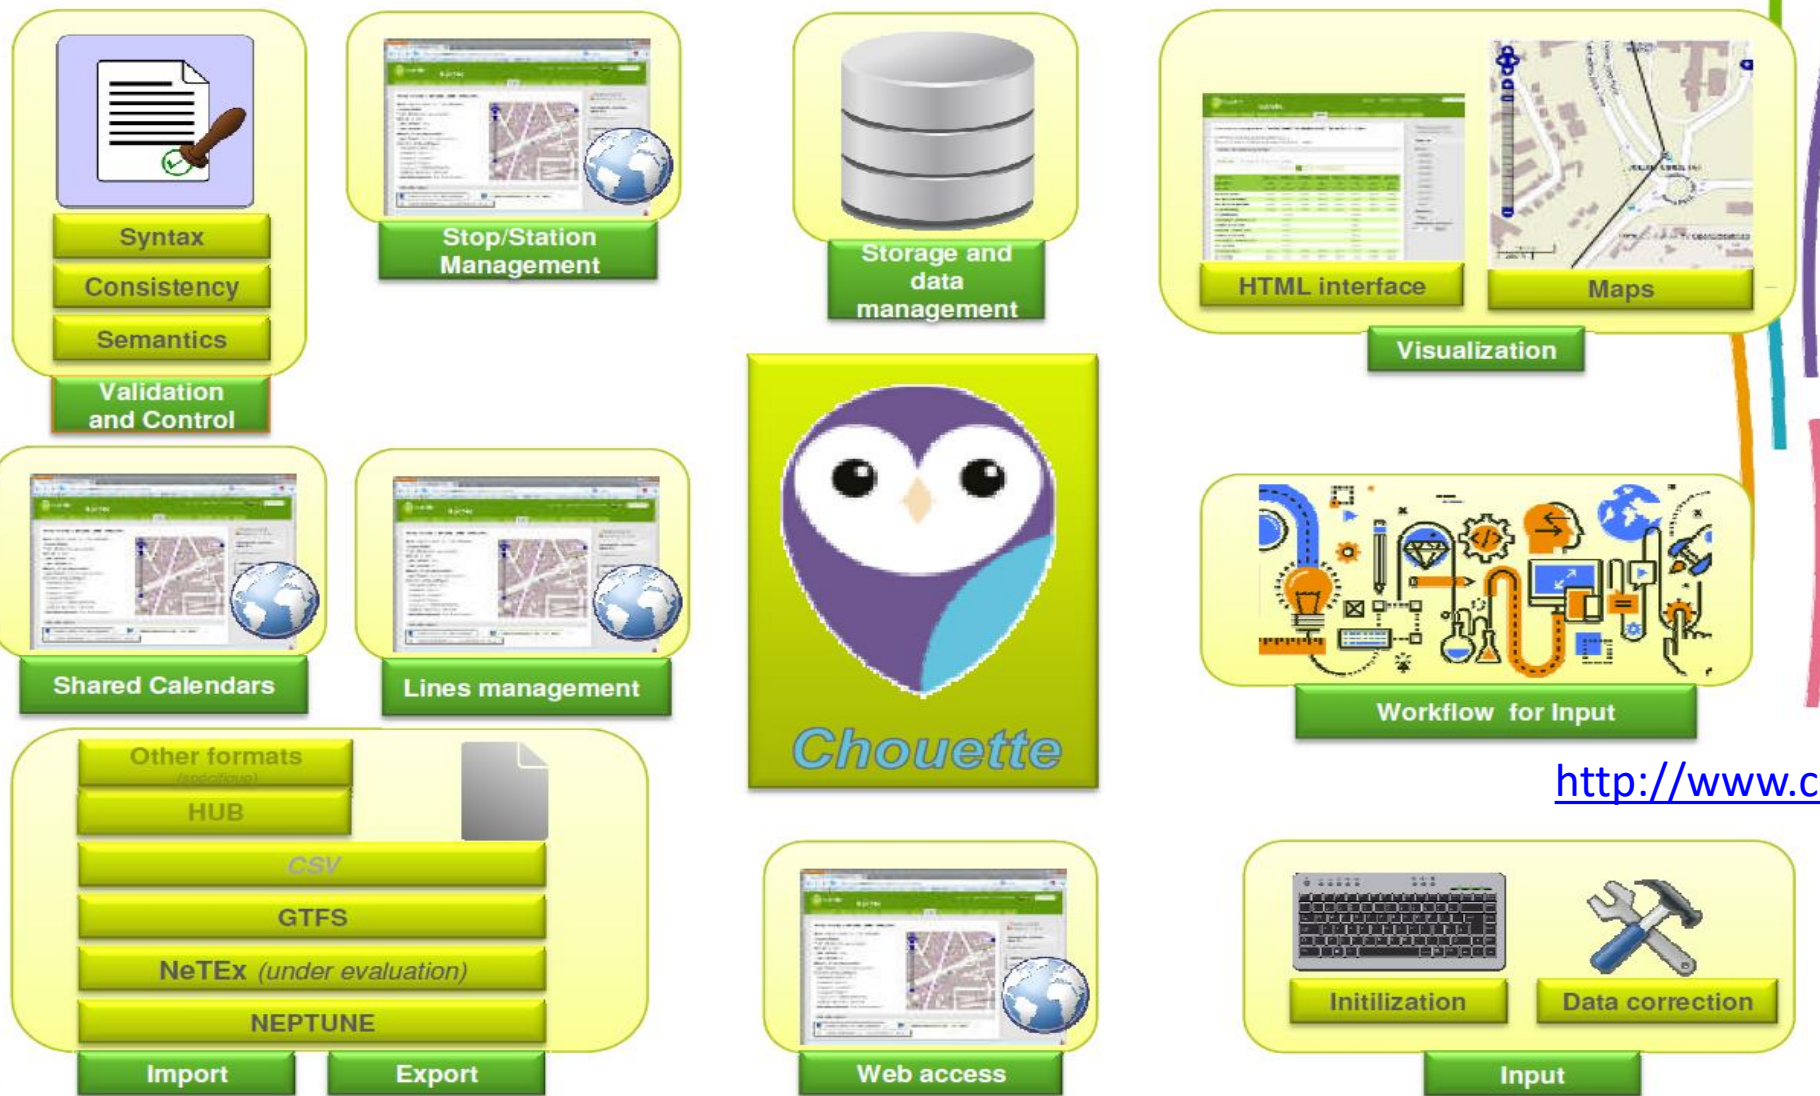 Syntax
Consistency
Semantics
Validation
and Control
Stop/Station
Management
Storage and
data
management
HTML interface
Maps
Visualization
Shared Calendars
Lines management
Chouette
Workflow for Input
http://www.c
Other formats
(spécifique)
HUB
CSV
GTFS
NeTEx (under evaluation)
NEPTUNE
Import
Export
Web access
Initilization
Data correction
Input